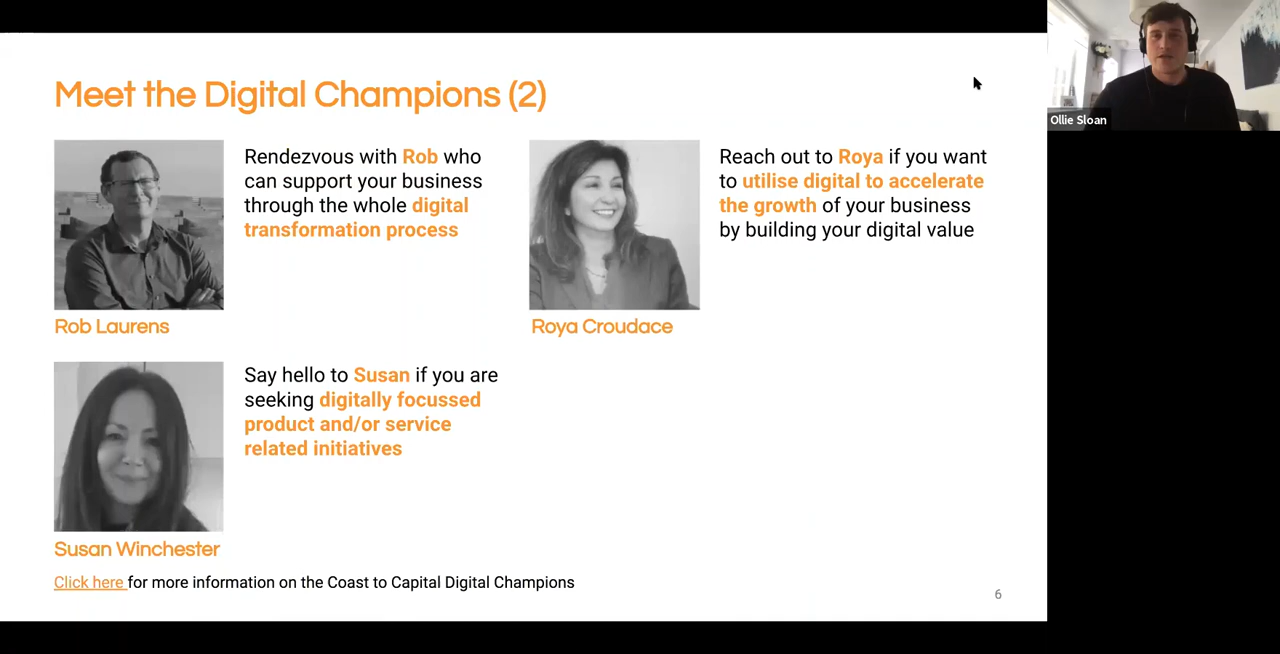 Meet the Digital Champions (2)
Ollie Sloan
Rendezvous with Rob who
can support your business
through the whole digital
transformation process
Rob Laurens
Reach out to Roya if you want
to utilise digital to accelerate
the growth of your business
by building your digital value
Roya Croudace
Say hello to Susan if you are
seeking digitally focussed
product and/or service
related initiatives
Susan Winchester
Click here for more information on the Coast to Capital Digital Champions
6